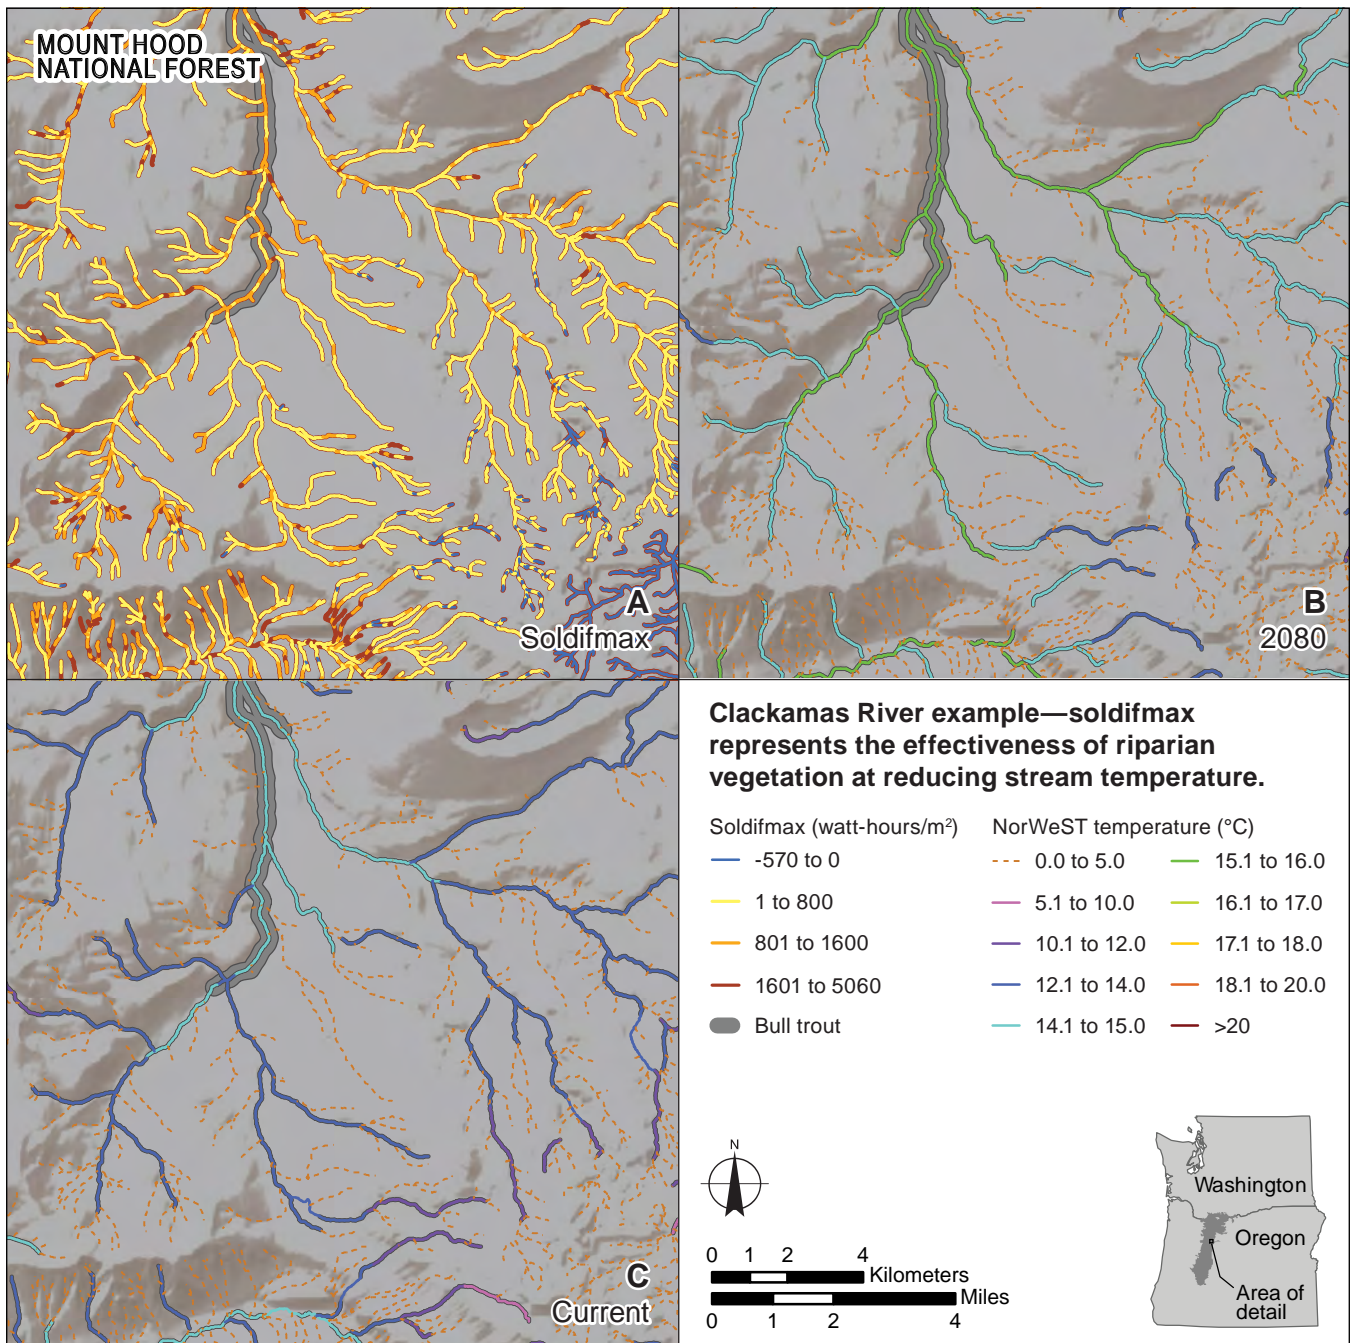 MOUNT HOOD
NATIONAL FOREST
A
Soldifmax
B
2080
C
Current
Clackamas River example—soldifmax
represents the effectiveness of riparian
vegetation at reducing stream temperature.
Soldifmax (watt-hours/m²)
-570 to 0
1 to 800
801 to 1600
1601 to 5060
Bull trout
NorWeST temperature (°C)
0.0 to 5.0
5.1 to 10.0
10.1 to 12.0
12.1 to 14.0
14.1 to 15.0
15.1 to 16.0
16.1 to 17.0
17.1 to 18.0
18.1 to 20.0
>20
N
0 1 2 4
Kilometers
Miles
0 1 2 4
Washington
Oregon
Area of
detail